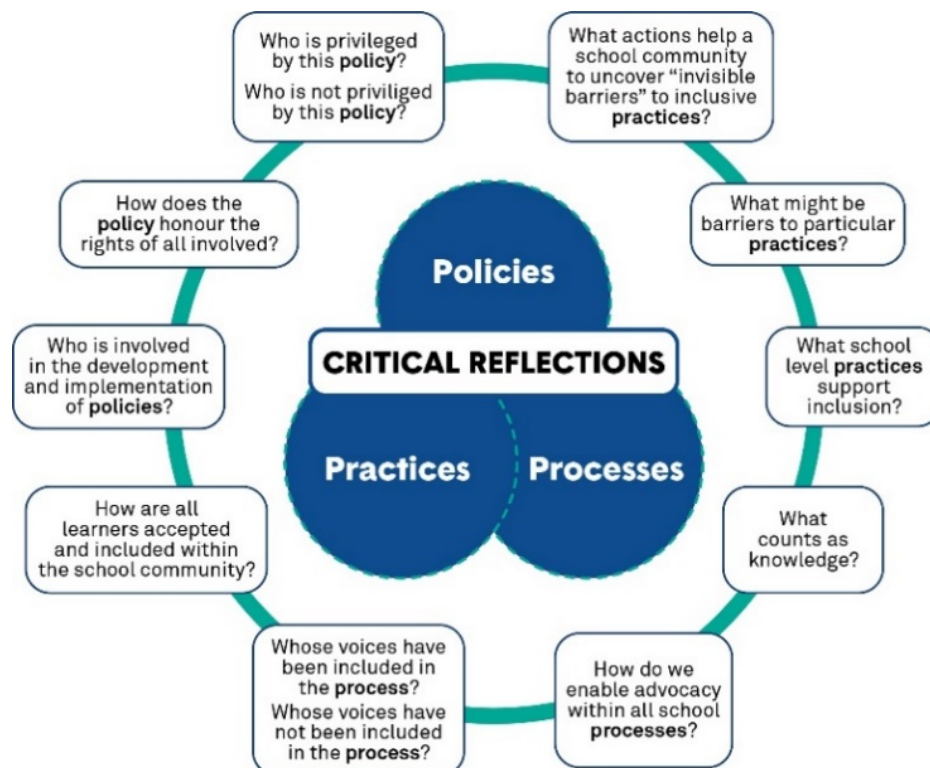 Who is privileged
by this policy?
Who is not priviliged
by this policy?
What actions help a
school community
to uncover “invisible
barriers” to inclusive
practices?
How does the
policy honour the
rights of all involved?
What might be
barriers to particular
practices?
Policies
CRITICAL REFLECTIONS
Practices
Processes
Who is involved
in the development
and implementation
of policies?
What school
level practices
support
inclusion?
How are all
learners accepted
and included within
the school community?
What
counts as
knowledge?
Whose voices have
been included in
the process?
Whose voices have
not been included
in the process?
How do we
enable advocacy
within all school
processes?